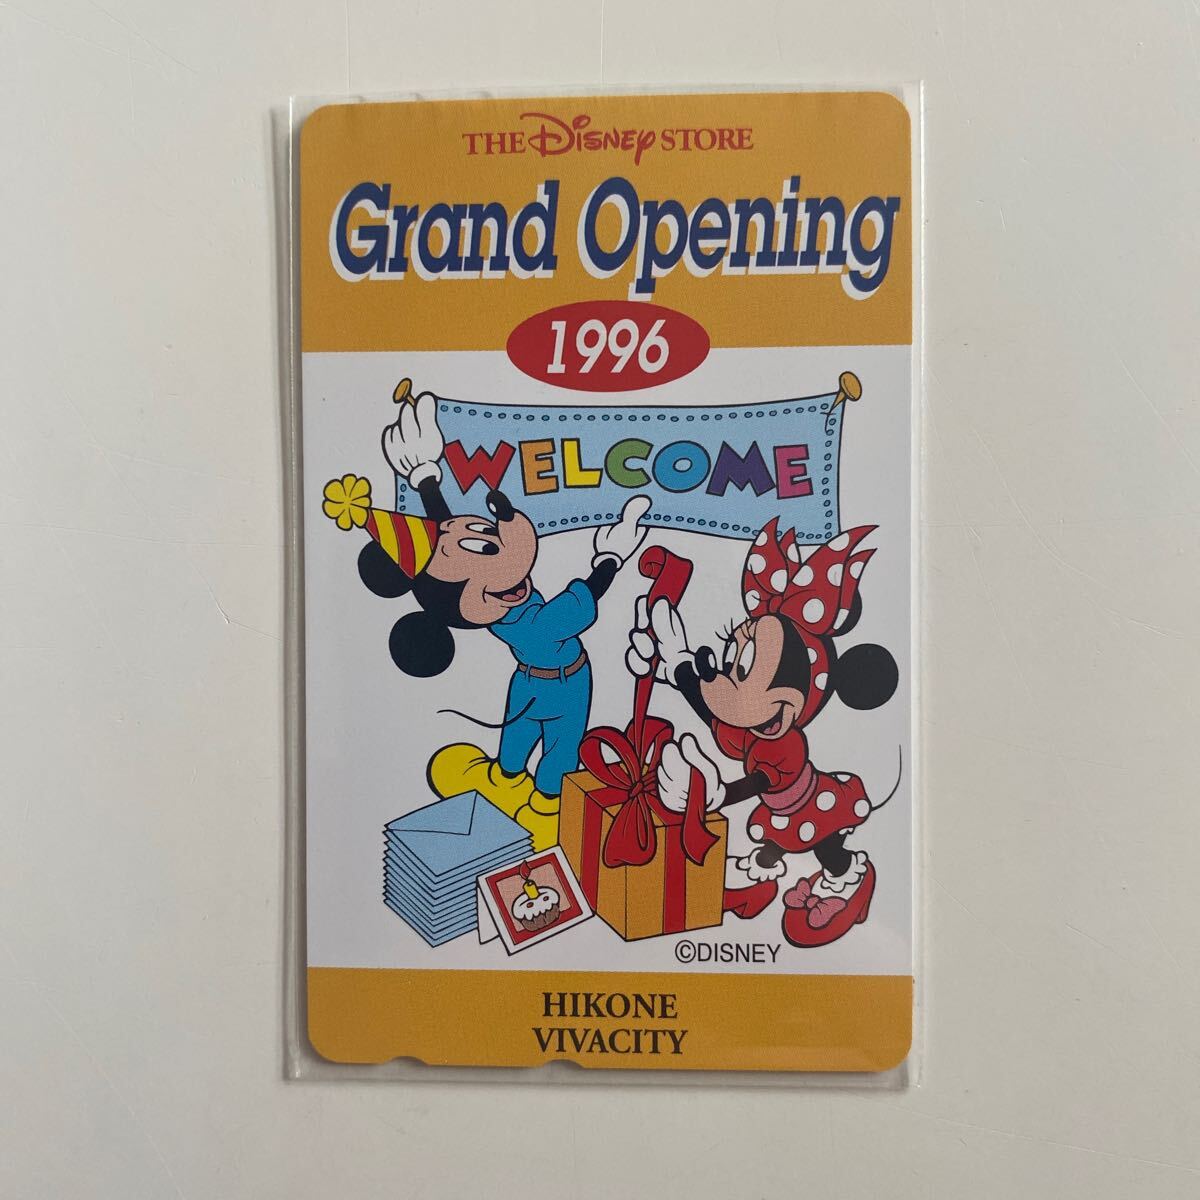 THE DISNEY STORE
Grand Opening
1996
WELCOME
©DISNEY
HIKONE
VIVACITY